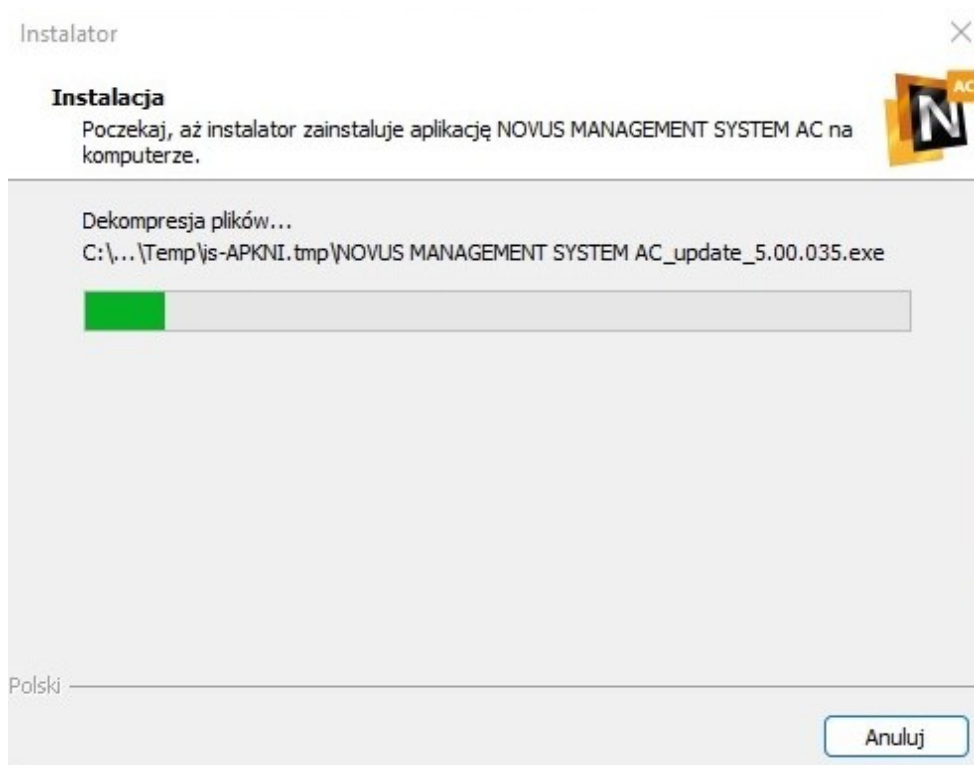 Instalator
Instalacja
Poczekaj, aż instalator zainstaluje aplikację NOVUS MANAGEMENT SYSTEM AC na
komputerze.
AC
N
Dekompresja plików...
C:\...\Temp\is-APKNI.tmp\NOVUS MANAGEMENT SYSTEM AC_update_5.00.035.exe
Polski
Anuluj